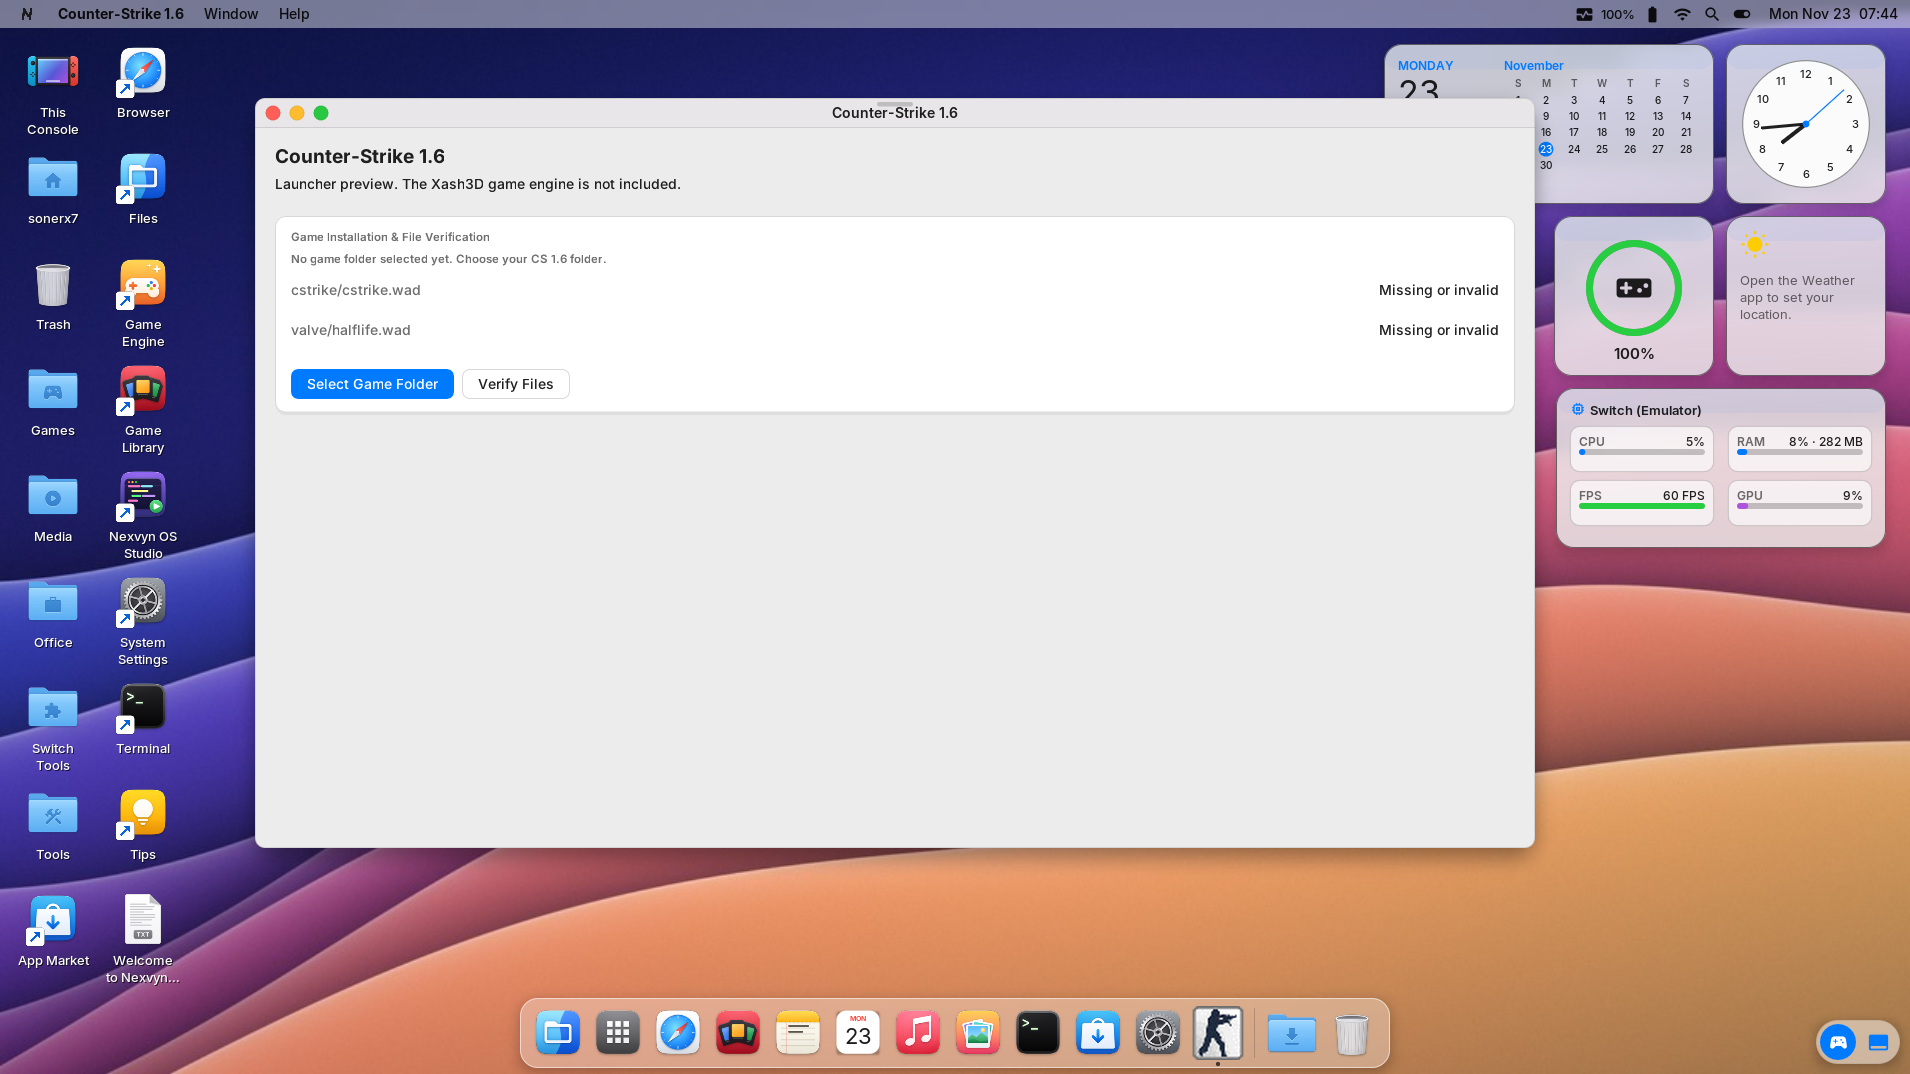 Counter-Strike 1.6 Window Help
100% Mon Nov 23 07:44
This
Console
Browser
sonerx7
Files
Trash
Game
Engine
Games
Game
Library
Media
Nexvyn OS
Studio
Office
System
Settings
Switch
Tools
Terminal
Tools
Tips
App Market
Welcome
to Nexvyn...
TXT
Counter-Strike 1.6
Counter-Strike 1.6
Launcher preview. The Xash3D game engine is not included.
Game Installation & File Verification
No game folder selected yet. Choose your CS 1.6 folder.
cstrike/cstrike.wad Missing or invalid
valve/halflife.wad Missing or invalid
Select Game Folder Verify Files
MONDAY
23
November
S M T W T F S
2 3 4 5 6 7
9 10 11 12 13 14
16 17 18 19 20 21
23 24 25 26 27 28
30
12 1 2 3 4 5 6 7 8 9 10 11
100%
Open the Weather
app to set your
location.
Switch (Emulator)
CPU 5%
RAM 8% · 282 MB
FPS 60 FPS
GPU 9%
MON
23